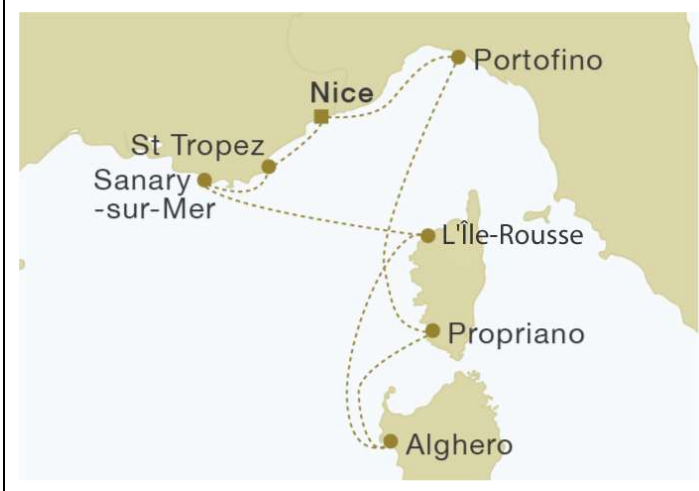 Portofino
Nice
St Tropez
Sanary
-sur-Mer
L'Île-Rousse
Propriano
Alghero